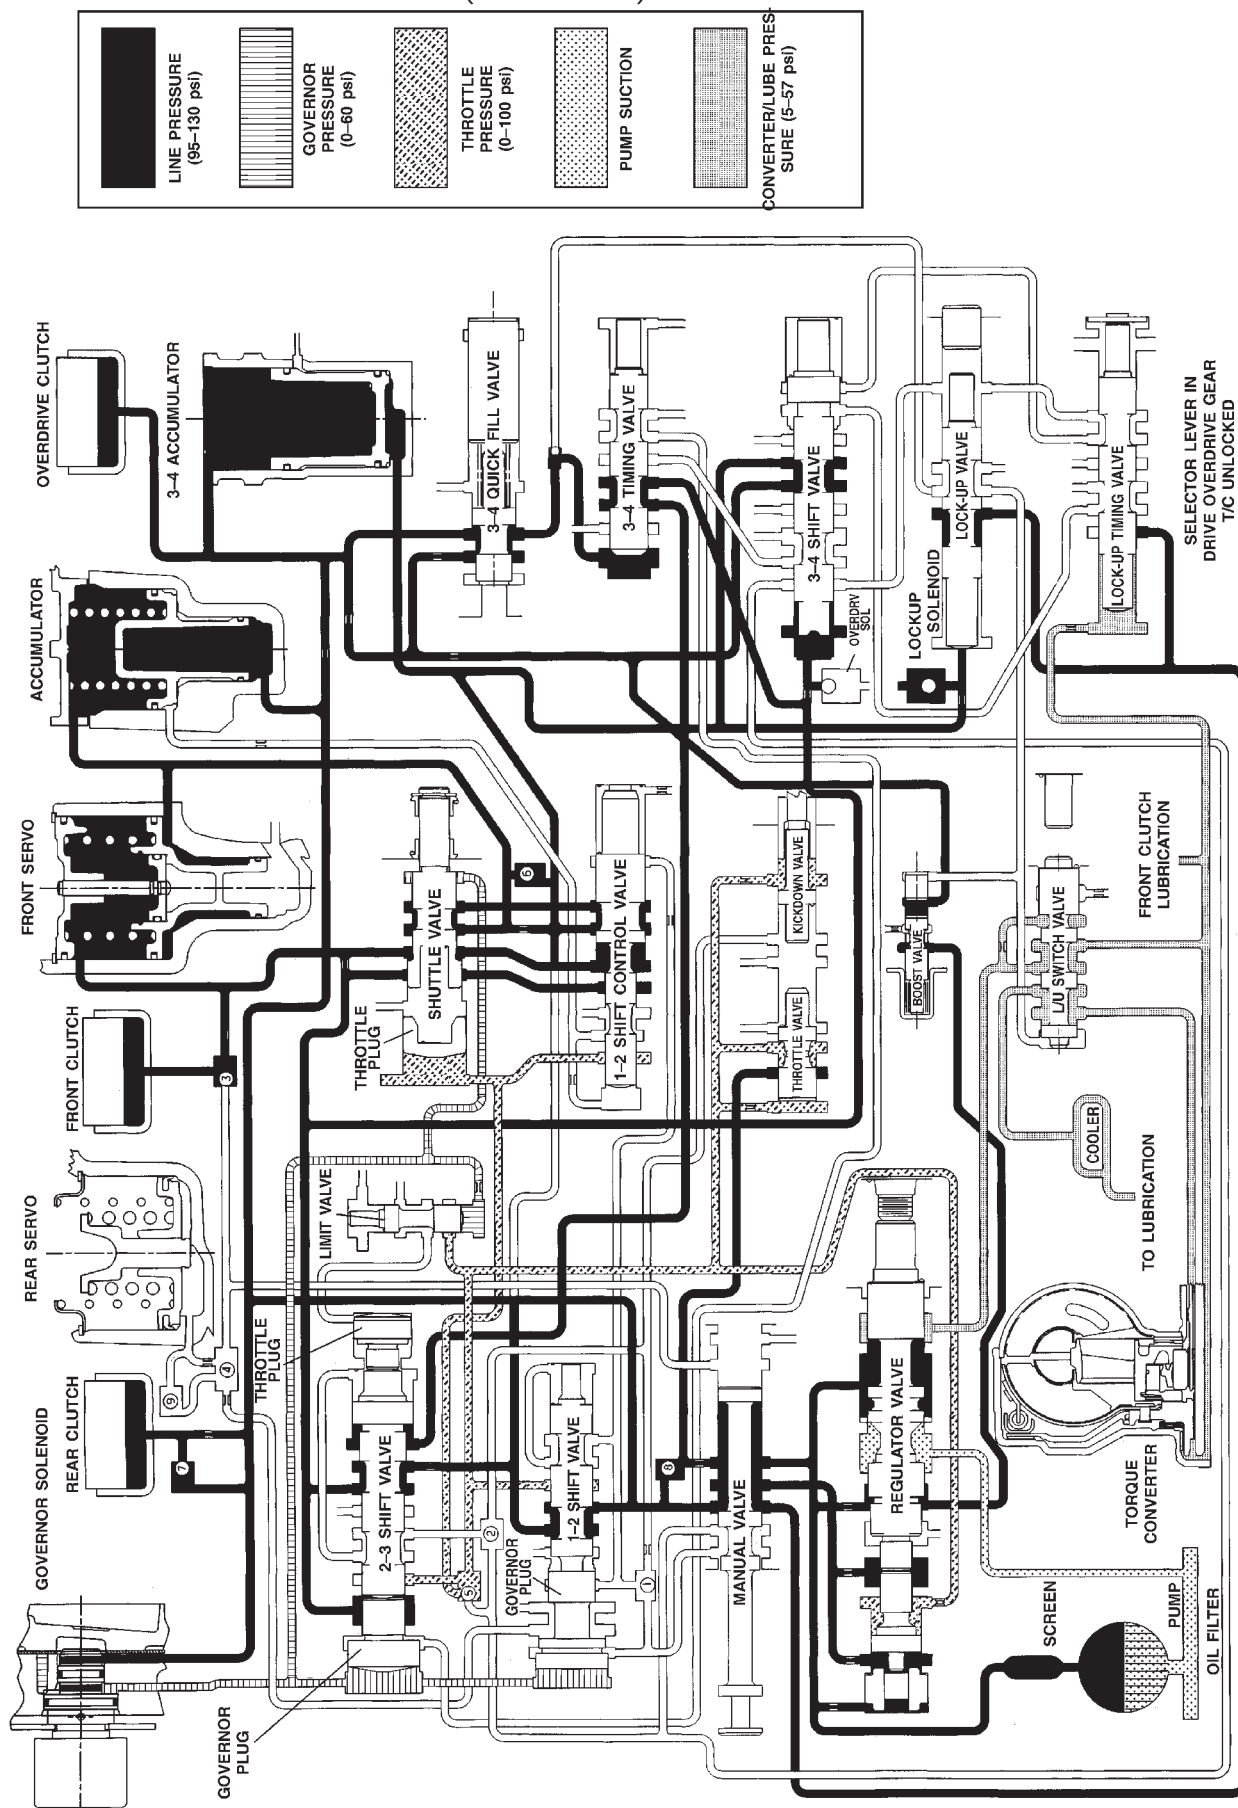 LINE PRESSURE
(95–130 psi)
GOVERNOR
PRESSURE
(0–60 psi)
THROTTLE
PRESSURE
(0–100 psi)
PUMP SUCTION
CONVERTER/LUBE PRES-
SURE (5–57 psi)
GOVERNOR SOLENOID
REAR CLUTCH
REAR SERVO
FRONT CLUTCH
FRONT SERVO
ACCUMULATOR
OVERDRIVE CLUTCH
3–4 ACCUMULATOR
7
9
4
3
6
GOVERNOR
PLUG
2–3 SHIFT VALVE
THROTTLE
PLUG
LIMIT VALVE
THROTTLE
PLUG
SHUTTLE VALVE
3–4 QUICK FILL VALVE
5
2
GOVERNOR
PLUG
1–2 SHIFT VALVE
1–2 SHIFT CONTROL VALVE
3–4 TIMING VALVE
1
8
MANUAL VALVE
THROTTLE VALVE
KICKDOWN VALVE
3–4 SHIFT VALVE
OVERDRV
SOL
REGULATOR VALVE
BOOST VALVE
LOCKUP
SOLENOID
LOCK-UP VALVE
L/U SWITCH VALVE
LOCK-UP TIMING VALVE
COOLER
TO LUBRICATION
FRONT CLUTCH
LUBRICATION
TORQUE
CONVERTER
SCREEN
PUMP
OIL FILTER
SELECTOR LEVER IN
DRIVE OVERDRIVE GEAR
T/C UNLOCKED